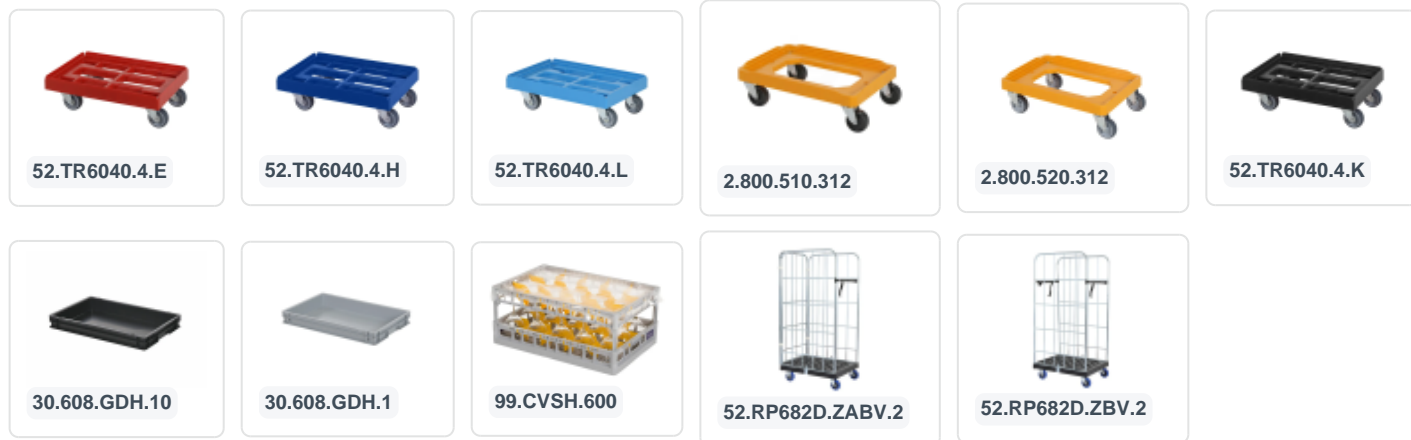 52.TR6040.4.E
52.TR6040.4.H
52.TR6040.4.L
2.800.510.312
2.800.520.312
52.TR6040.4.K
30.608.GDH.10
30.608.GDH.1
99.CVSH.600
52.RP682D.ZABV.2
52.RP682D.ZBV.2